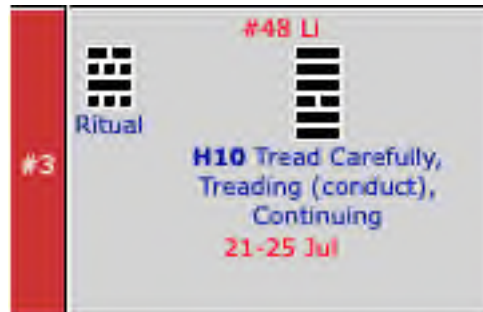 #48 Li
Ritual
#3
H10 Tread Carefully,
Treading (conduct),
Continuing
21-25 Jul